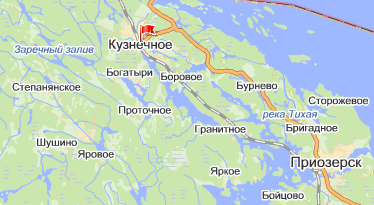 Кузнечное
Заречный залив
Богатыри
Боровое
Степанянское
Бурнево
Сторожевое
Проточное
река Тихая
Гранитное
Бригадное
Шушино
Яровое
Приозерск
Яркое
Бойцово